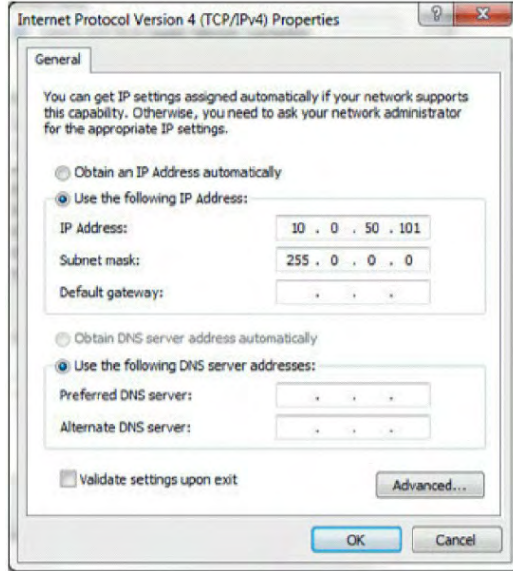 Internet Protocol Version 4 (TCP/IPv4) Properties
General
You can get IP settings assigned automatically if your network supports
this capability. Otherwise, you need to ask your network administrator
for the appropriate IP settings.
Obtain an IP Address automatically
Use the following IP Address:
IP Address: 10 . 0 . 50 . 101
Subnet mask: 255 . 0 . 0 . 0
Default gateway: . . .
Obtain DNS server address automatically
Use the following DNS server addresses:
Preferred DNS server: . . .
Alternate DNS server: . . .
Validate settings upon exit
Advanced...
OK Cancel